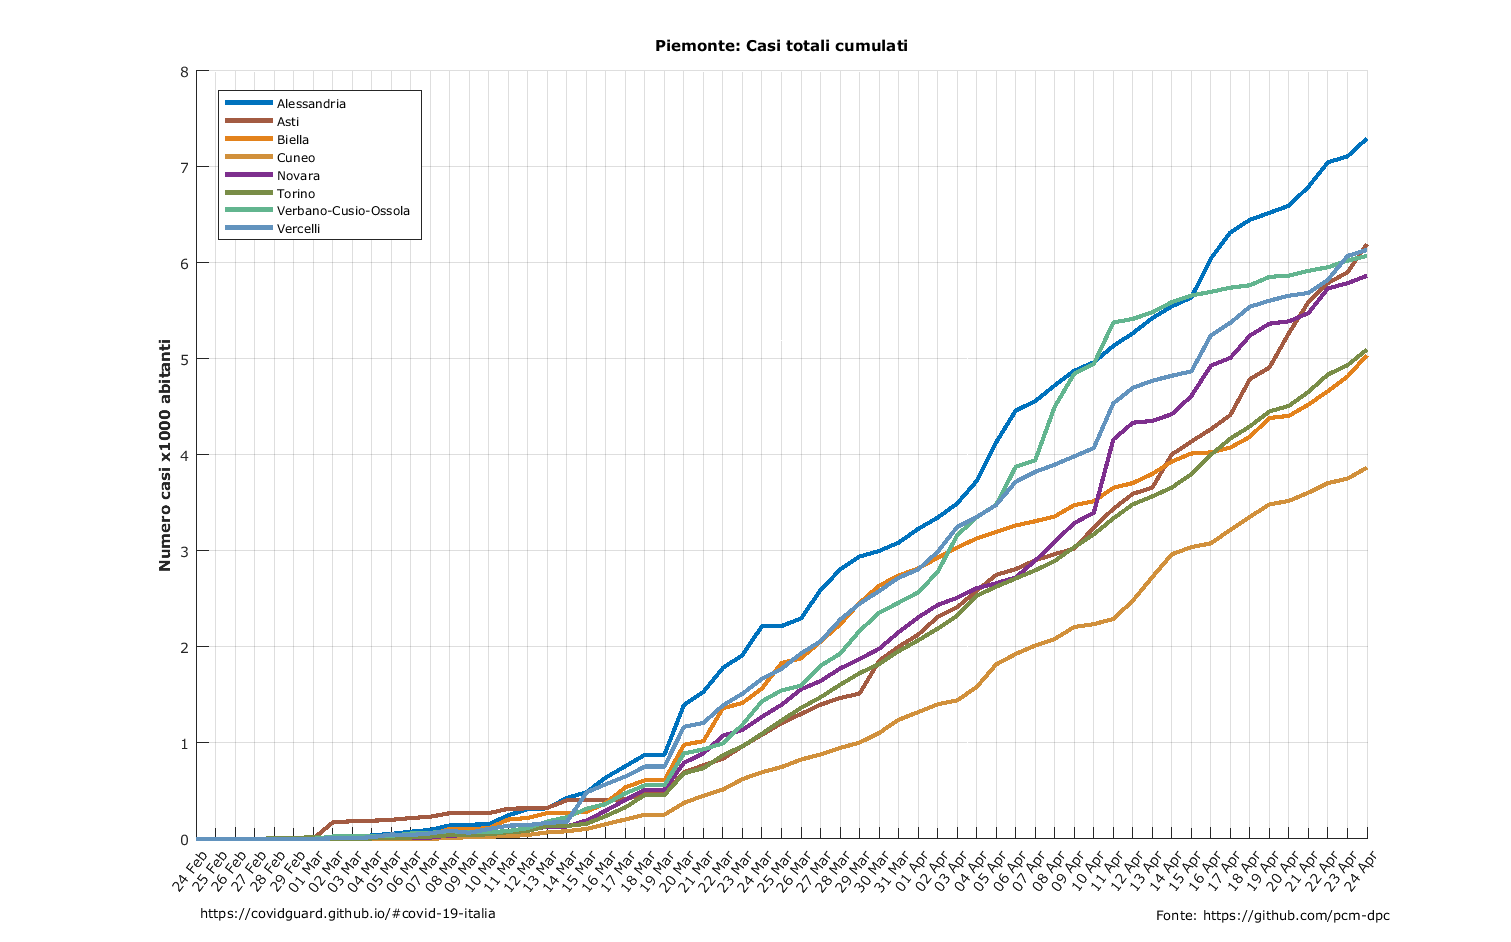 Piemonte: Casi totali cumulati
8
7
6
5
4
3
2
1
0
Numero casi x1000 abitanti
Alessandria
Asti
Biella
Cuneo
Novara
Torino
Verbano-Cusio-Ossola
Vercelli
24 Feb
25 Feb
26 Feb
27 Feb
28 Feb
29 Feb
01 Mar
02 Mar
03 Mar
04 Mar
05 Mar
06 Mar
07 Mar
08 Mar
09 Mar
10 Mar
11 Mar
12 Mar
13 Mar
14 Mar
15 Mar
16 Mar
17 Mar
18 Mar
19 Mar
20 Mar
21 Mar
22 Mar
23 Mar
24 Mar
25 Mar
26 Mar
27 Mar
28 Mar
29 Mar
30 Mar
31 Mar
01 Apr
02 Apr
03 Apr
04 Apr
05 Apr
06 Apr
07 Apr
08 Apr
09 Apr
10 Apr
11 Apr
12 Apr
13 Apr
14 Apr
15 Apr
16 Apr
17 Apr
18 Apr
19 Apr
20 Apr
21 Apr
22 Apr
23 Apr
24 Apr
https://covidguard.github.io/#covid-19-italia
Fonte: https://github.com/pcm-dpc